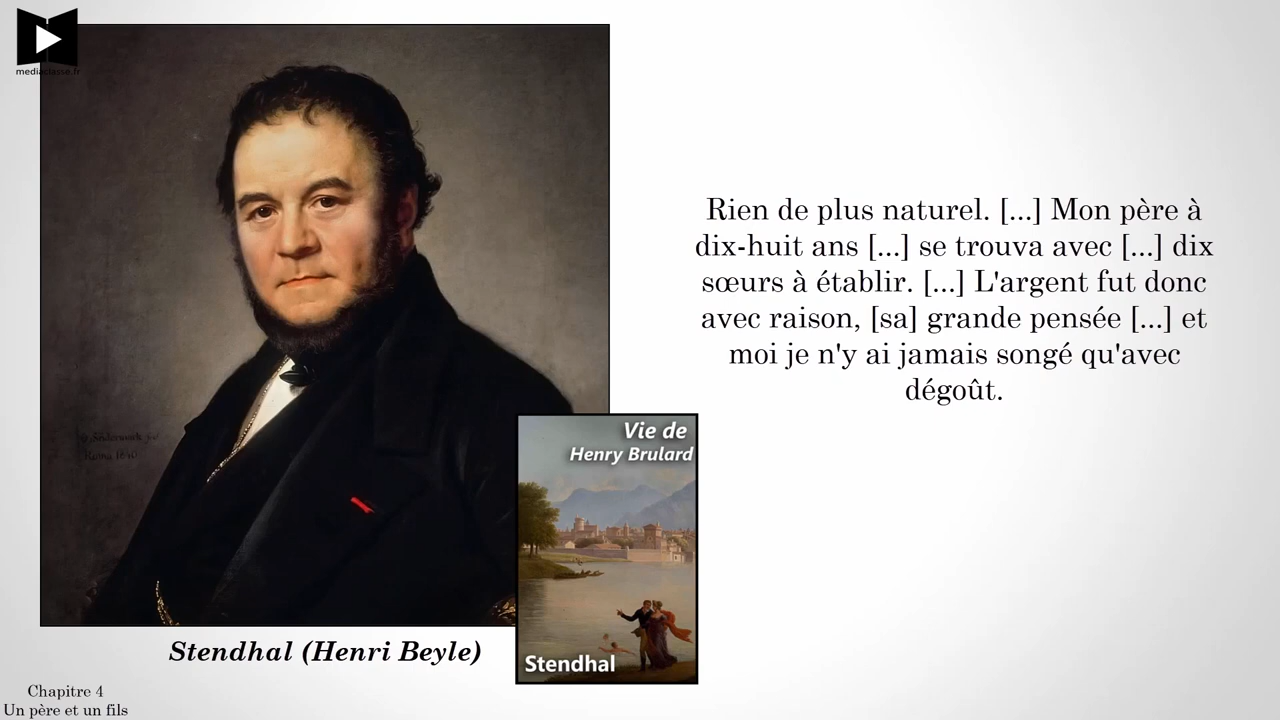 mediaclasse.fr
Rien de plus naturel. [...] Mon père à
dix-huit ans [...] se trouva avec [...] dix
sœurs à établir. [...] L'argent fut donc
avec raison, [sa] grande pensée [...] et
moi je n'y ai jamais songé qu'avec
dégoût.
Vie de
Henry Brulard
Stendhal
Stendhal (Henri Beyle)
Chapitre 4
Un père et un fils